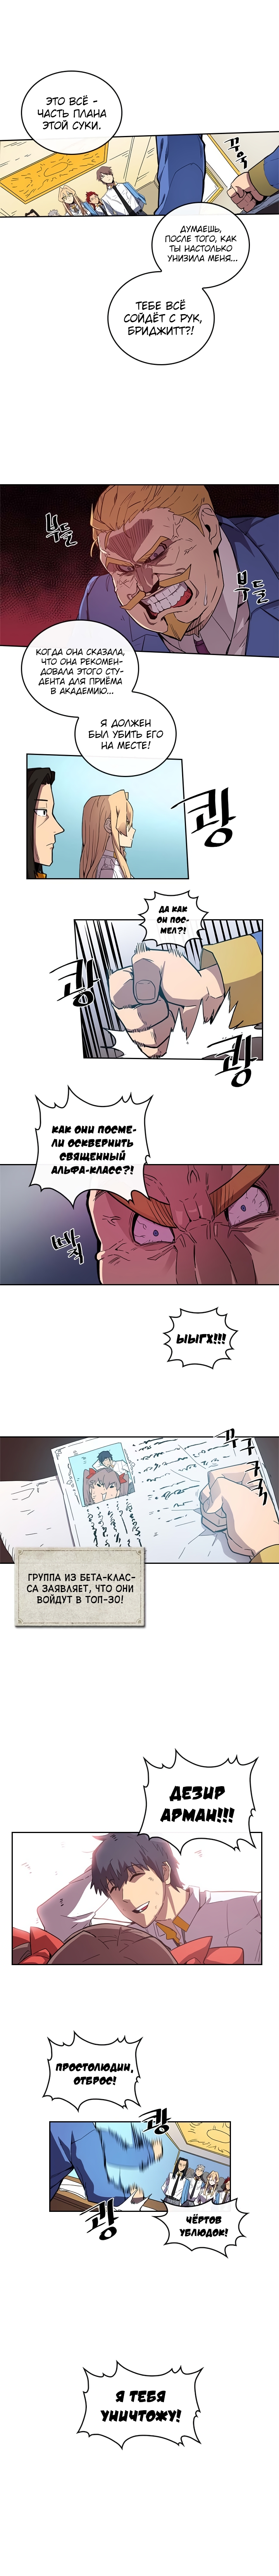 ЭТО ВСЁ -
ЧАСТЬ ПЛАНА
ЭТОЙ СУКИ.
꾸욱
ДУМАЕШЬ,
ПОСЛЕ ТОГО, КАК
ТЫ НАСТОЛЬКО
УНИЗИЛА МЕНЯ...
ТЕБЕ ВСЁ
СОЙДЁТ С РУК,
БРИДЖИТТ?!
부들
부들
КОГДА ОНА СКАЗАЛА,
ЧТО ОНА РЕКОМЕН-
ДОВАЛА ЭТОГО СТУ-
ДЕНТА ДЛЯ ПРИЁМА
В АКАДЕМИЮ...
Я ДОЛЖЕН
БЫЛ УБИТЬ ЕГО
НА МЕСТЕ!
쾅
ДА КАК
ОН ПОС-
МЕЛ?!
쾅
쾅
КАК ОНИ ПОСМЕ-
ЛИ ОСКВЕРНИТЬ
СВЯЩЕННЫЙ
АЛЬФА-КЛАСС?!
ЫЫГХ!!!
ГРУППА ИЗ БЕТА-КЛАС-
СА ЗАЯВЛЯЕТ, ЧТО ОНИ
ВОЙДУТ В ТОП-30!
ДЕЗИР
АРМАН!!!
ПРОСТОЛЮДИН,
ОТБРОС!
쾅
쾅
ЧЁРТОВ
УБЛЮДОК!
Я ТЕБЯ
УНИЧТОЖУ!